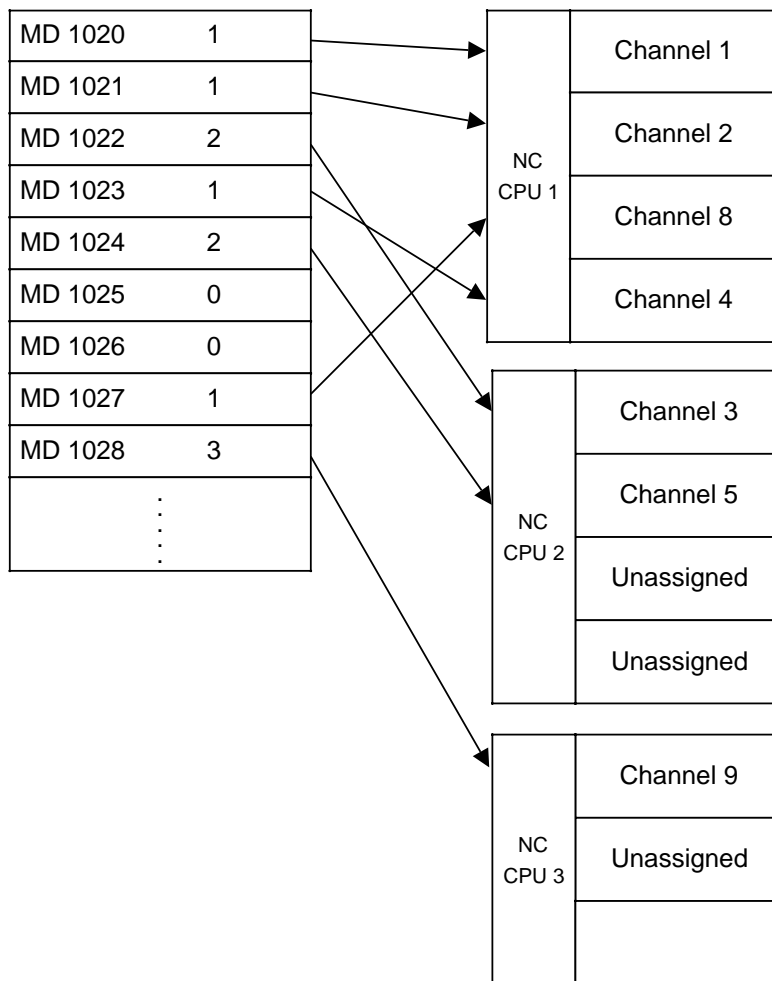 MD 1020 1
MD 1021 1
MD 1022 2
MD 1023 1
MD 1024 2
MD 1025 0
MD 1026 0
MD 1027 1
MD 1028 3
.
.
.
.
.
NC
CPU 1
Channel 1
Channel 2
Channel 8
Channel 4
NC
CPU 2
Channel 3
Channel 5
Unassigned
Unassigned
NC
CPU 3
Channel 9
Unassigned